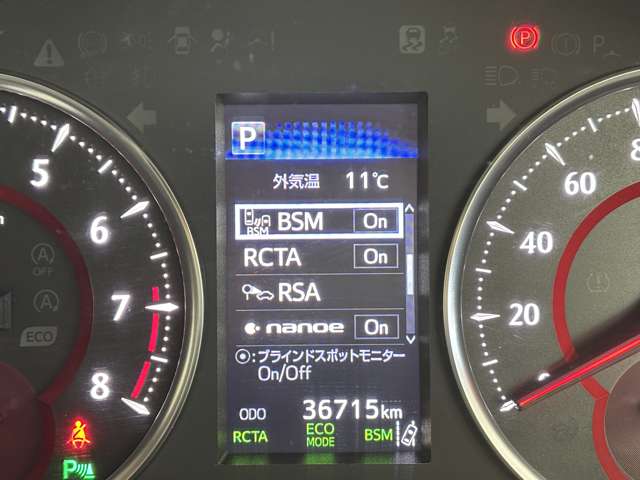 P
外気温 11℃
BSM BSM On
RCTA On
RSA
nanoe On
:ブラインドスポットモニター
On/Off
ODO 36715km
RCTA ECO MODE BSM
5
6
7
8
A
OFF
A
ECO
P
20
40
60
8
(P)
P